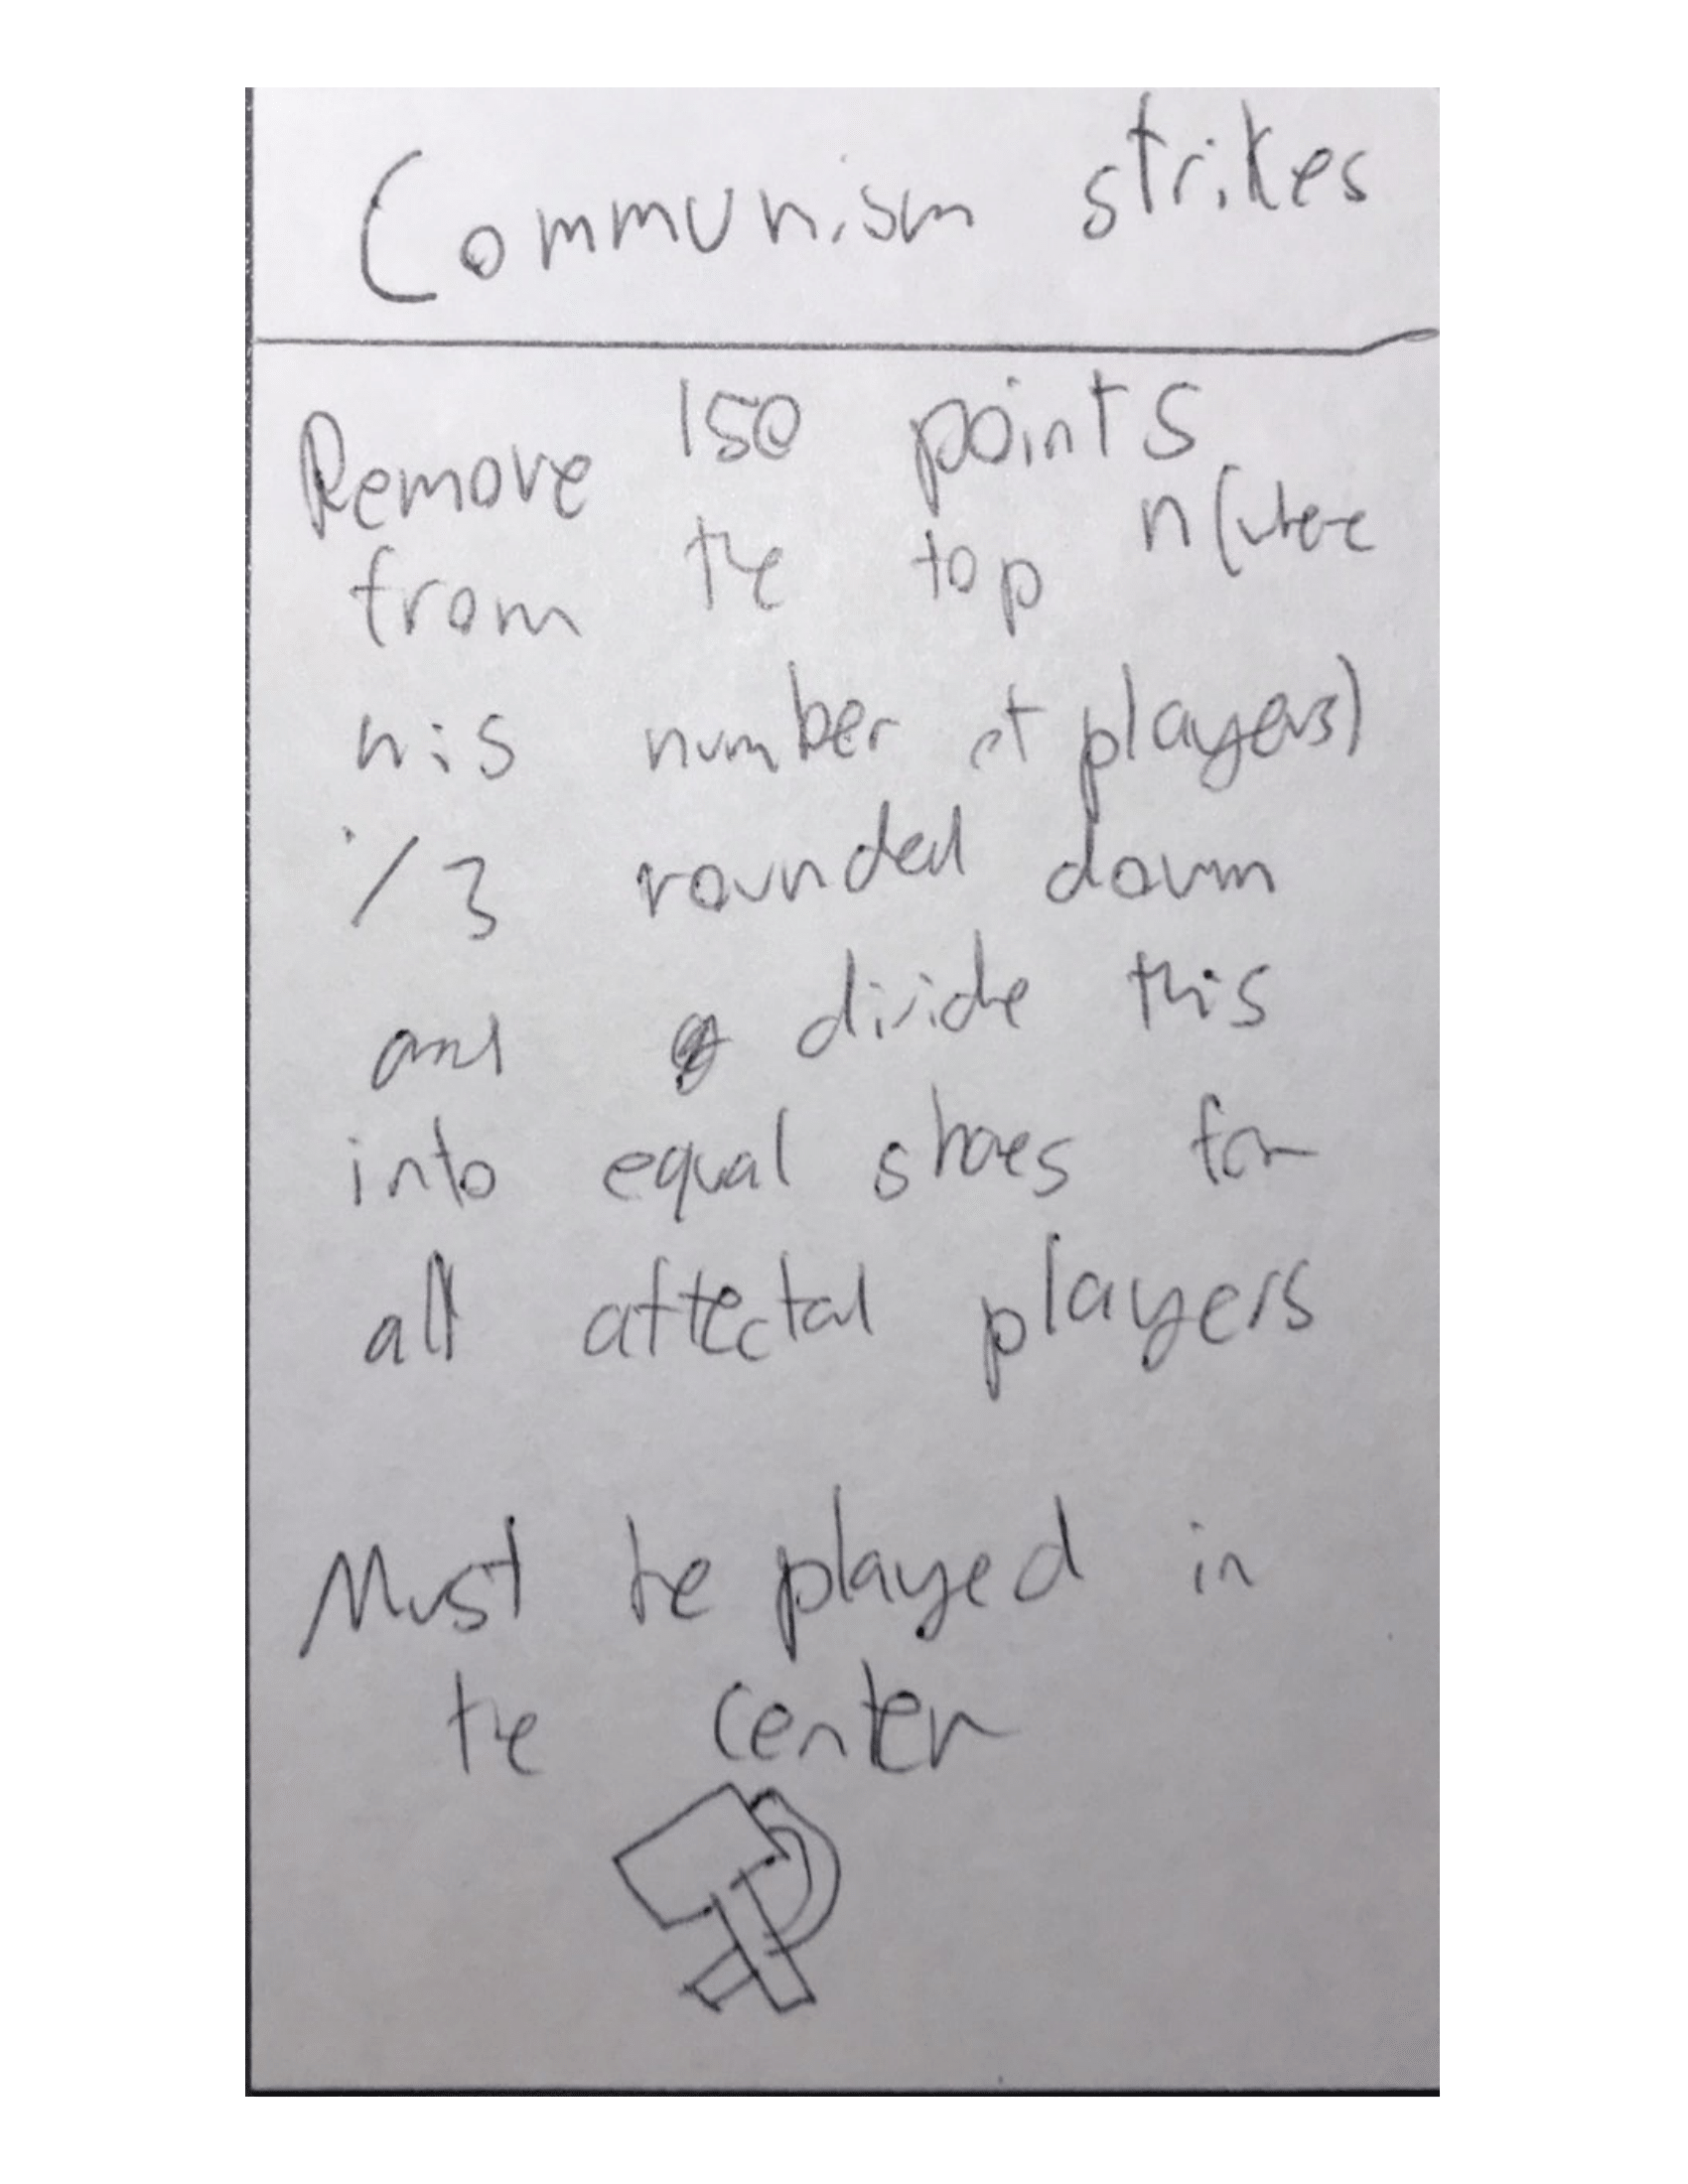 Communism strikes
Remove 150 points
from the top n(where
n is number of players)
/3 rounded down
and divide this
into equal shares for
all affected players
Must be played in
the center